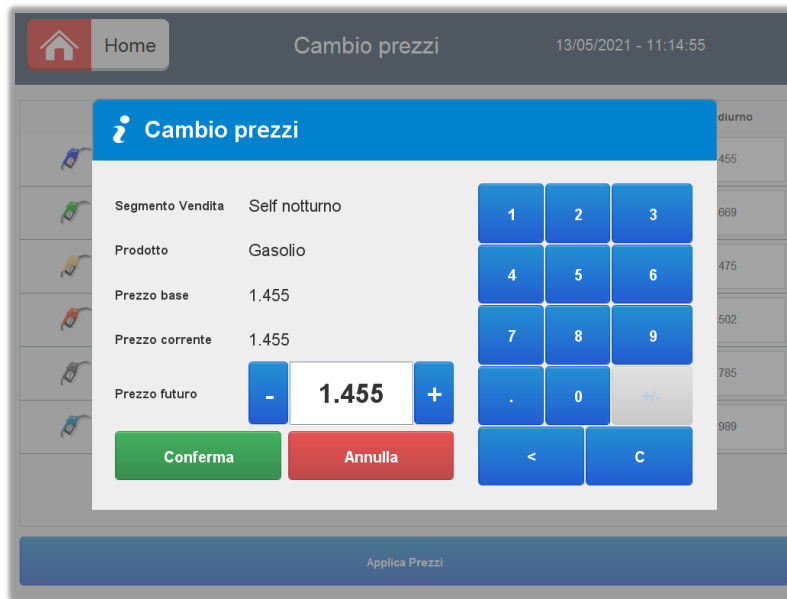 Home
Cambio prezzi
13/05/2021 - 11:14:55
diurno
Cambio prezzi
455
669
475
502
785
989
Segmento Vendita Self notturno
Prodotto Gasolio
Prezzo base 1.455
Prezzo corrente 1.455
Prezzo futuro - 1.455 +
Conferma Annulla
1 2 3
4 5 6
7 8 9
. 0 +/-
< C
Applica Prezzi